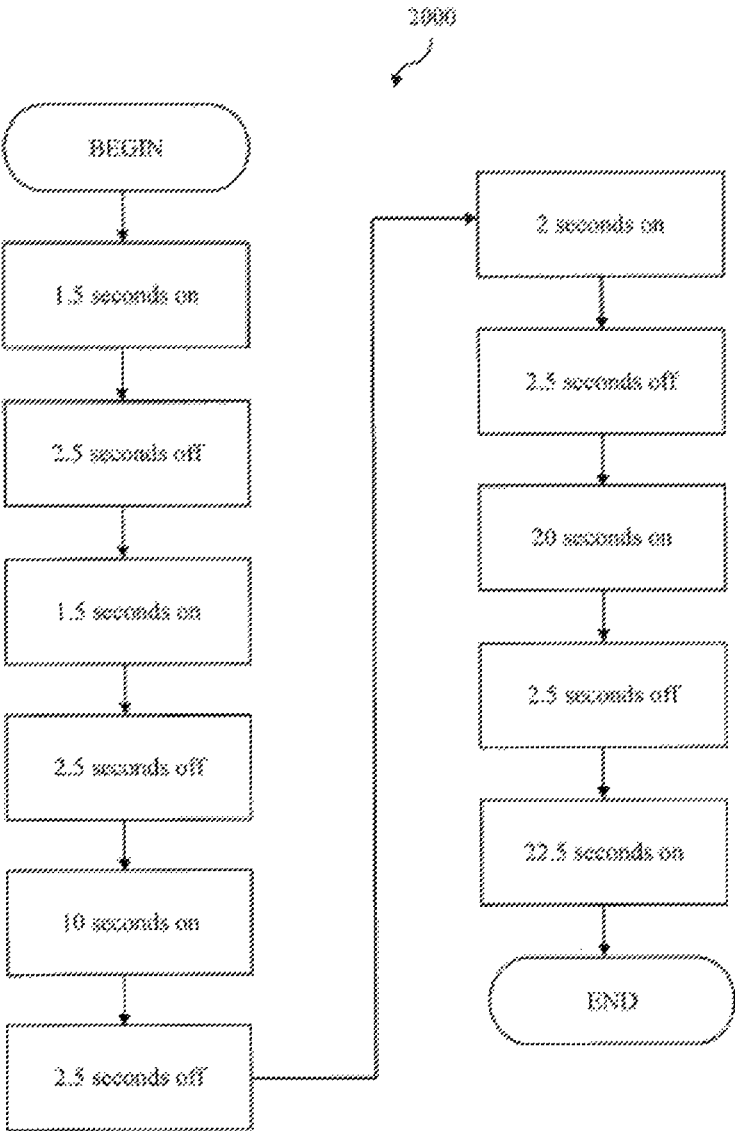 2000
BEGIN
1.5 seconds on
2.5 seconds off
1.5 seconds on
2.5 seconds off
10 seconds on
2.5 seconds off
2 seconds on
2.5 seconds off
20 seconds on
2.5 seconds off
22.5 seconds on
END